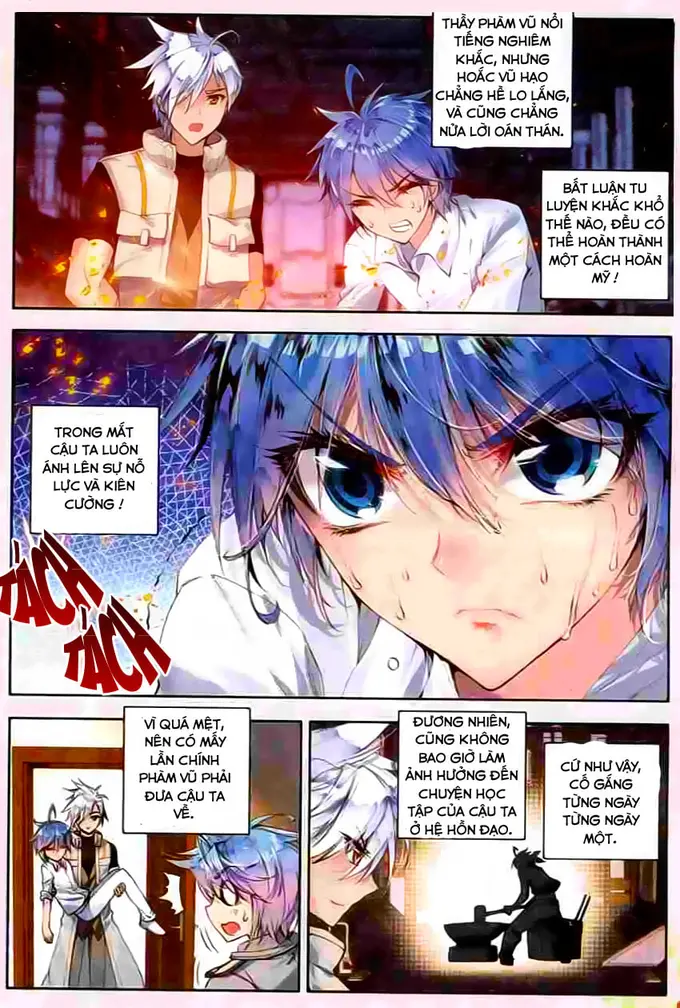 THẦY PHÀM VŨ NỔI
TIẾNG NGHIÊM
KHẮC, NHƯNG
HOẮC VŨ HẠO
CHẲNG HỀ LO LẮNG,
VÀ CŨNG CHẲNG
NỬA LỜI OÁN THÁN.
BẤT LUẬN TU
LUYỆN KHẮC KHỔ
THẾ NÀO, ĐỀU CÓ
THỂ HOÀN THÀNH
MỘT CÁCH HOÀN
MỸ !
TRONG MẮT
CẬU TA LUÔN
ÁNH LÊN SỰ NỖ
LỰC VÀ KIÊN
CƯỜNG !
TÁCH
TÁCH
VÌ QUÁ MỆT,
NÊN CÓ MẤY
LẦN CHÍNH
PHÀM VŨ PHẢI
ĐƯA CẬU TA
VỀ.
ĐƯƠNG NHIÊN,
CŨNG KHÔNG
BAO GIỜ LÀM
ẢNH HƯỞNG ĐẾN
CHUYỆN HỌC
TẬP CỦA CẬU TA
Ở HỆ HỒN ĐẠO.
CỨ NHƯ VẬY,
CỐ GẮNG
TỪNG NGÀY
TỪNG NGÀY
MỘT.